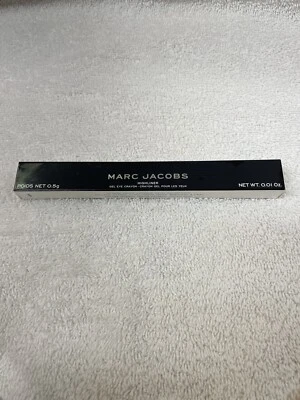 MARC JACOBS
HIGHLINER
GEL EYE CRAYON • CRAYON GEL POUR LES YEUX
POIDS NET 0.5g
NET WT. 0.01 Oz.